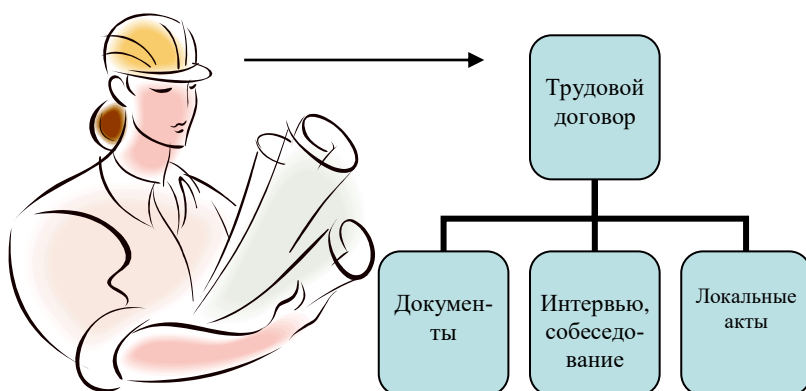 Трудовой
договор
Докумен-
ты
Интервью,
собеседо-
вание
Локальные
акты